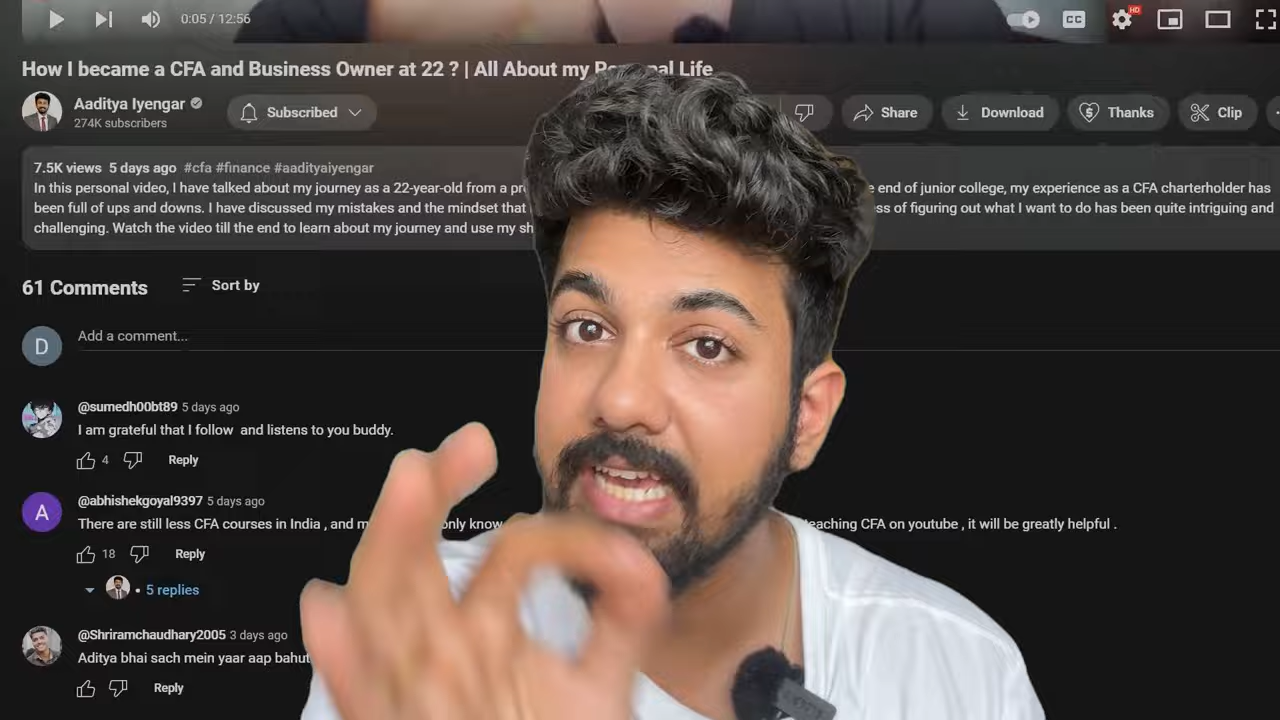 0:05 / 12:56
CC
HD
How I became a CFA and Business Owner at 22 ? | All About my Personal Life
Aaditya Iyengar
274K subscribers
Subscribed
Share
Download
Thanks
Clip
7.5K views 5 days ago #cfa #finance #aadityaiyengar
In this personal video, I have talked about my journey as a 22-year-old from a end of junior college, my experience as a CFA charterholder has
been full of ups and downs. I have discussed my mistakes and the mindset that of figuring out what I want to do has been quite intriguing and
challenging. Watch the video till the end to learn about my journey and use my
61 Comments
Sort by
D
Add a comment...
@sumedh00bt89 5 days ago
I am grateful that I follow and listens to you buddy.
4
Reply
A
@abhishekgoyal9397 5 days ago
There are still less CFA courses in India , and only know teaching CFA on youtube , it will be greatly helpful .
18
Reply
5 replies
@Shriramchaudhary2005 3 days ago
Aditya bhai sach mein yaar aap bahut
Reply